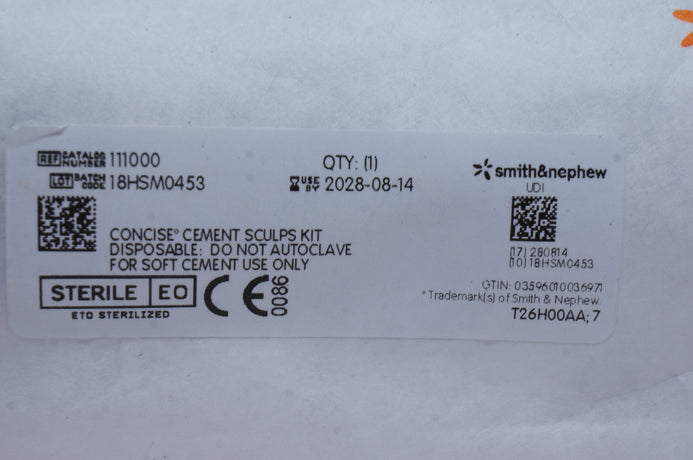 REF CATALOG NUMBER 111000
QTY: (1)
LOT BATCH CODE 18HSM0453
USE BY 2028-08-14
smith&nephew
UDI
CONCISE° CEMENT SCULPS KIT
DISPOSABLE: DO NOT AUTOCLAVE
FOR SOFT CEMENT USE ONLY
(17) 280814
(10) 18HSM0453
STERILE EO
ETO STERILIZED
CE 0086
GTIN: 03596010036971
°Trademark(s) of Smith & Nephew.
T26H00AA; 7